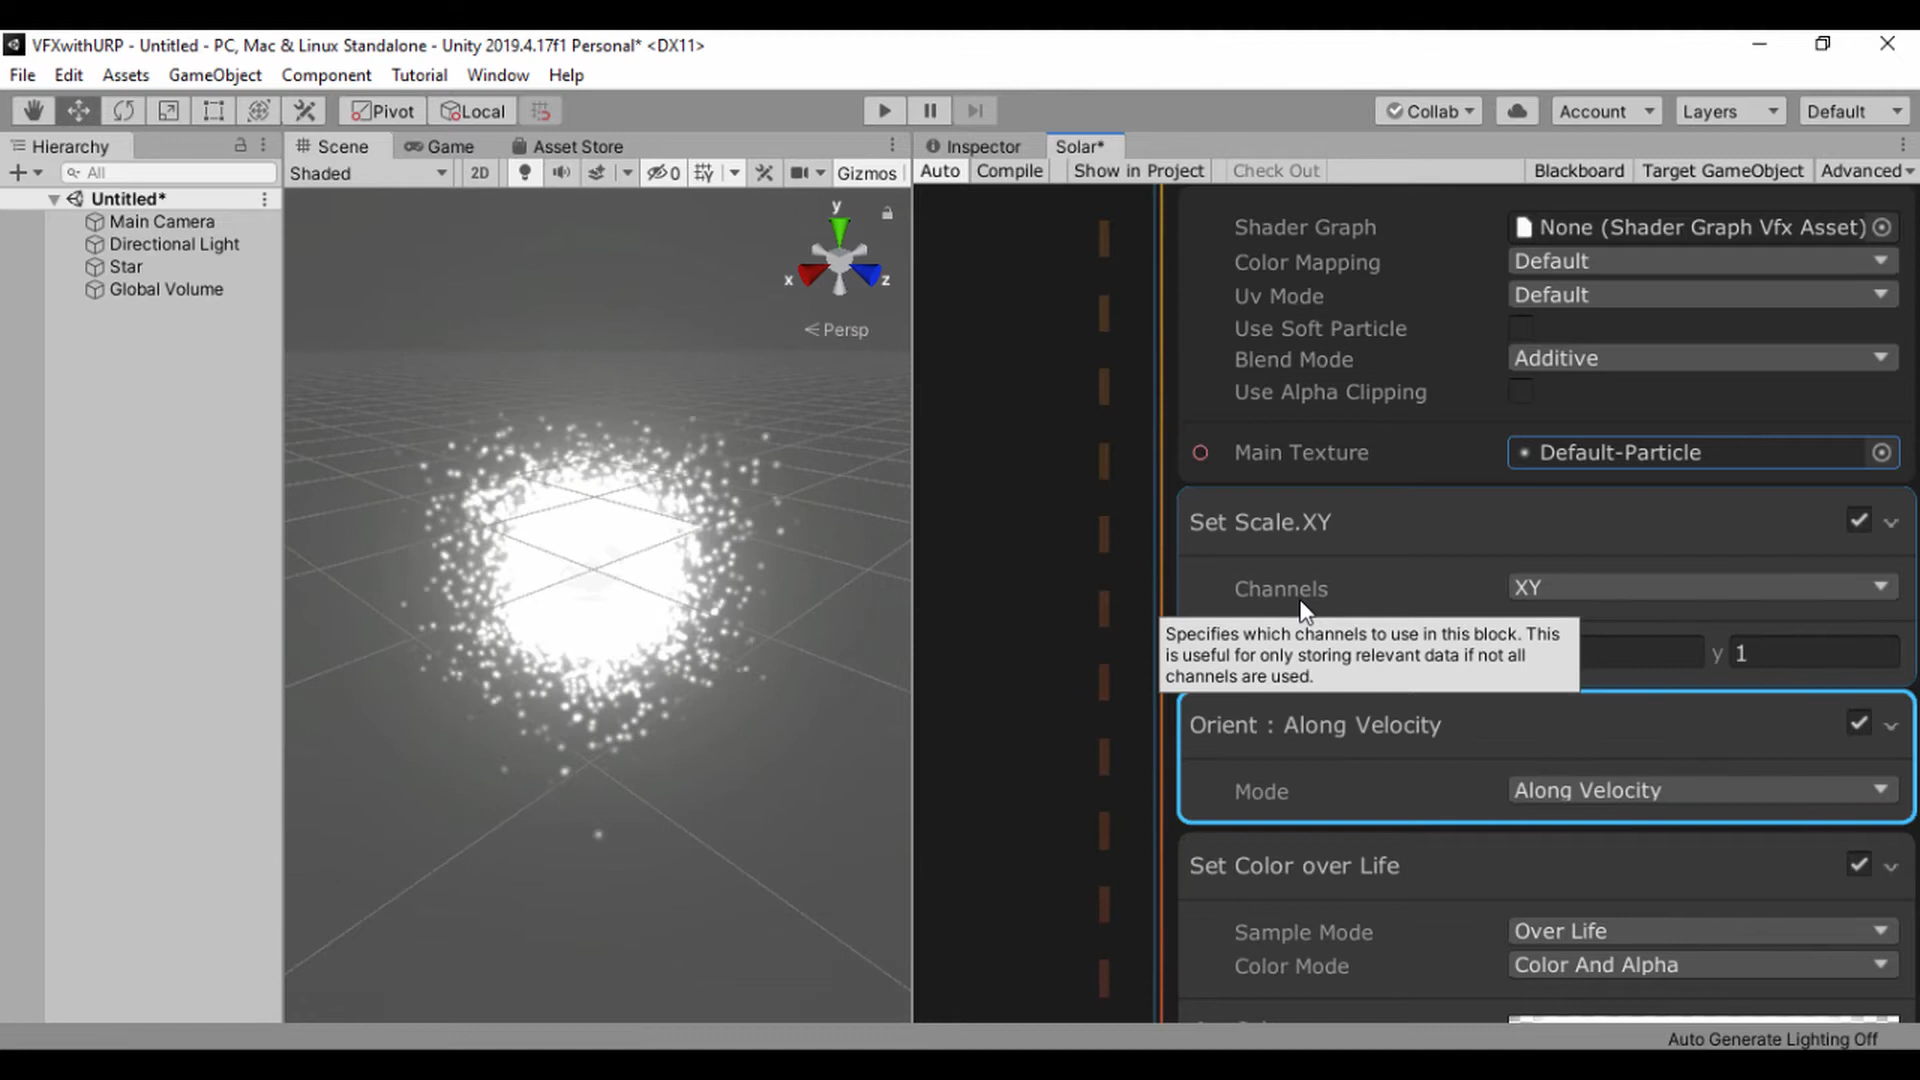 VFXwithURP - Untitled - PC, Mac & Linux Standalone - Unity 2019.4.17f1 Personal* <DX11>
File Edit Assets GameObject Component Tutorial Window Help
Pivot Local Collab Account Layers Default
Hierarchy
All
Untitled*
Main Camera
Directional Light
Star
Global Volume
Scene Game Asset Store
Shaded 2D 0 Gizmos
y
x z
Persp
Inspector Solar*
Auto Compile Show in Project Check Out Blackboard Target GameObject Advanced
Shader Graph None (Shader Graph Vfx Asset)
Color Mapping Default
Uv Mode Default
Use Soft Particle
Blend Mode Additive
Use Alpha Clipping
Main Texture Default-Particle
Set Scale.XY
Channels XY
Specifies which channels to use in this block. This
is useful for only storing relevant data if not all
channels are used.
y 1
Orient : Along Velocity
Mode Along Velocity
Set Color over Life
Sample Mode Over Life
Color Mode Color And Alpha
Auto Generate Lighting Off